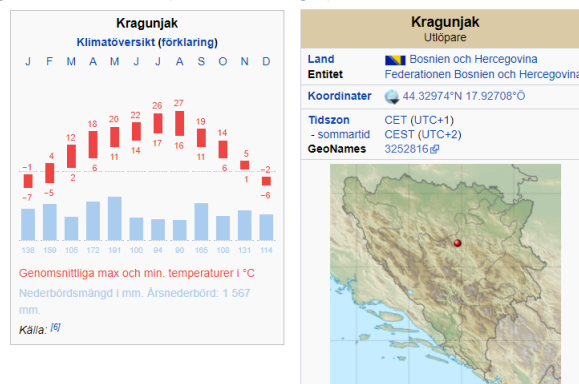 Kragunjak
Klimatöversikt (förklaring)
J F M A M J J A S O N D
−1 4 12 18 20 22 26 27 19 14 5 −2
−7 −5 2 6 11 14 17 16 11 6 1 −6
138 159 105 172 191 100 94 90 165 108 131 114
Genomsnittliga max och min. temperaturer i °C
Nederbördsmängd i mm. Årsnederbörd: 1 567
mm.
Källa: [6]
Kragunjak
Utlöpare
Land Bosnien och Hercegovina
Entitet Federationen Bosnien och Hercegovina
Koordinater 44.32974°N 17.92708°Ö
Tidszon CET (UTC+1)
- sommartid CEST (UTC+2)
GeoNames 3252816